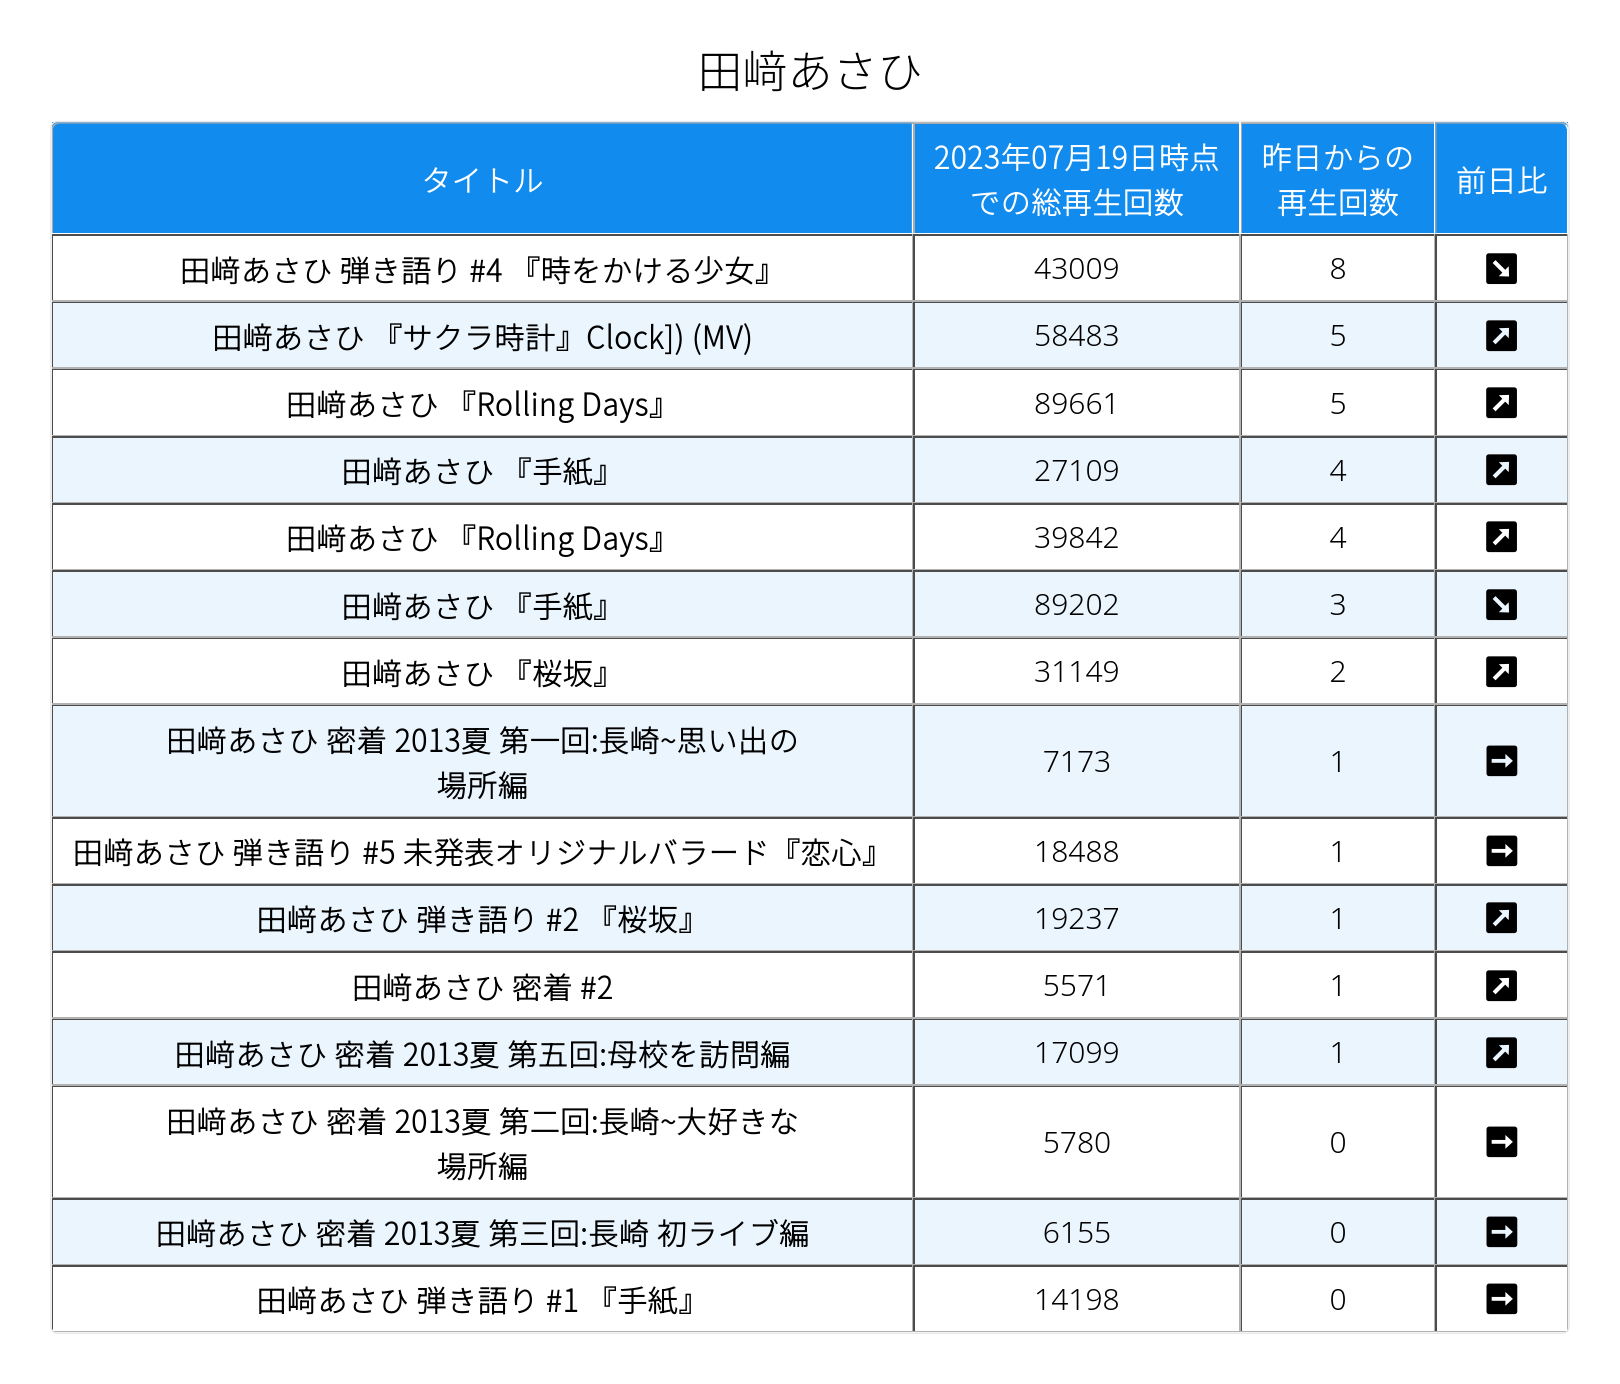 田﨑あさひ
タイトル
2023年07月19日時点
での総再生回数
昨日からの
再生回数
前日比
田﨑あさひ 弾き語り #4 『時をかける少女』 43009 8 ↘
田﨑あさひ 『サクラ時計』Clock]) (MV) 58483 5 ↗
田﨑あさひ 『Rolling Days』 89661 5 ↗
田﨑あさひ 『手紙』 27109 4 ↗
田﨑あさひ 『Rolling Days』 39842 4 ↗
田﨑あさひ 『手紙』 89202 3 ↘
田﨑あさひ 『桜坂』 31149 2 ↗
田﨑あさひ 密着 2013夏 第一回:長崎~思い出の
場所編 7173 1 →
田﨑あさひ 弾き語り #5 未発表オリジナルバラード『恋心』 18488 1 →
田﨑あさひ 弾き語り #2 『桜坂』 19237 1 ↗
田﨑あさひ 密着 #2 5571 1 ↗
田﨑あさひ 密着 2013夏 第五回:母校を訪問編 17099 1 ↗
田﨑あさひ 密着 2013夏 第二回:長崎~大好きな
場所編 5780 0 →
田﨑あさひ 密着 2013夏 第三回:長崎 初ライブ編 6155 0 →
田﨑あさひ 弾き語り #1 『手紙』 14198 0 →